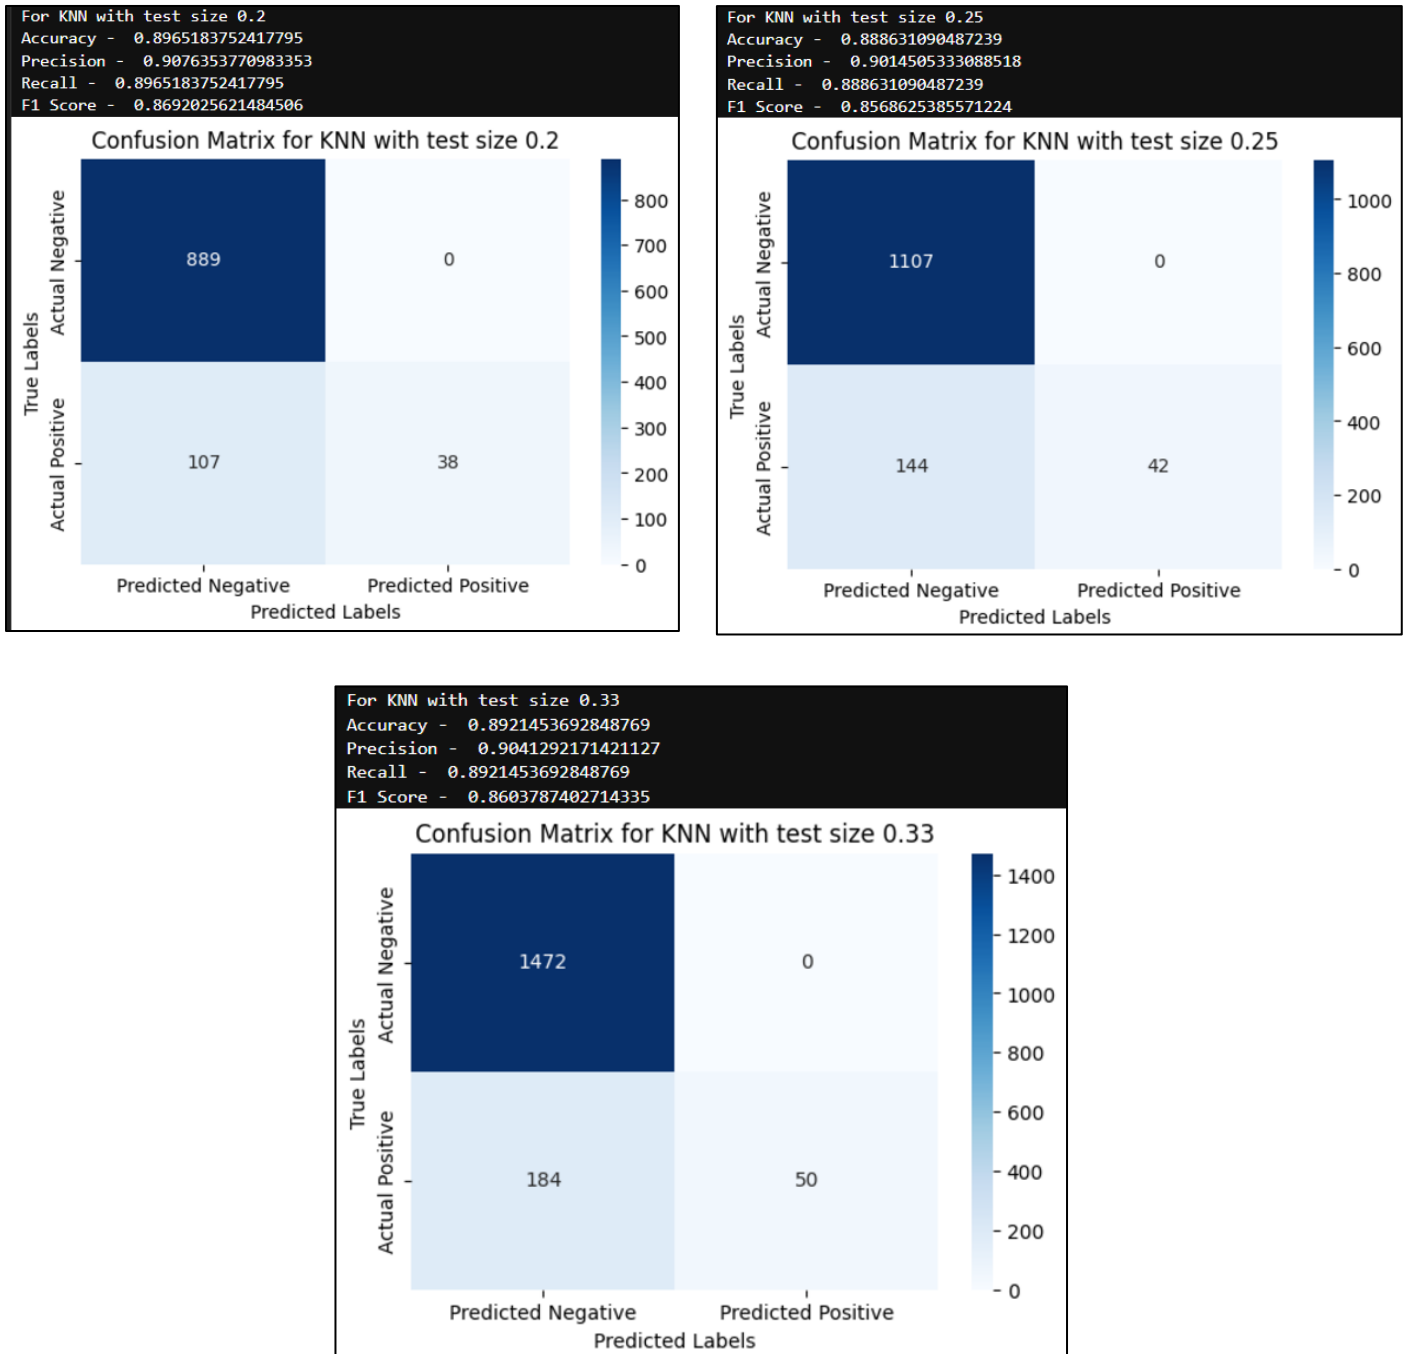 For KNN with test size 0.2
Accuracy -  0.8965183752417795
Precision -  0.9076353770983353
Recall -  0.8965183752417795
F1 Score -  0.8692025621484506
Confusion Matrix for KNN with test size 0.2
True Labels
Actual Negative
889
0
Actual Positive
107
38
800
700
600
500
400
300
200
100
0
Predicted Negative
Predicted Positive
Predicted Labels
For KNN with test size 0.25
Accuracy -  0.888631090487239
Precision -  0.9014505333088518
Recall -  0.888631090487239
F1 Score -  0.8568625385571224
Confusion Matrix for KNN with test size 0.25
True Labels
Actual Negative
1107
0
Actual Positive
144
42
1000
800
600
400
200
0
Predicted Negative
Predicted Positive
Predicted Labels
For KNN with test size 0.33
Accuracy -  0.8921453692848769
Precision -  0.9041292171421127
Recall -  0.8921453692848769
F1 Score -  0.8603787402714335
Confusion Matrix for KNN with test size 0.33
True Labels
Actual Negative
1472
0
Actual Positive
184
50
1400
1200
1000
800
600
400
200
0
Predicted Negative
Predicted Positive
Predicted Labels